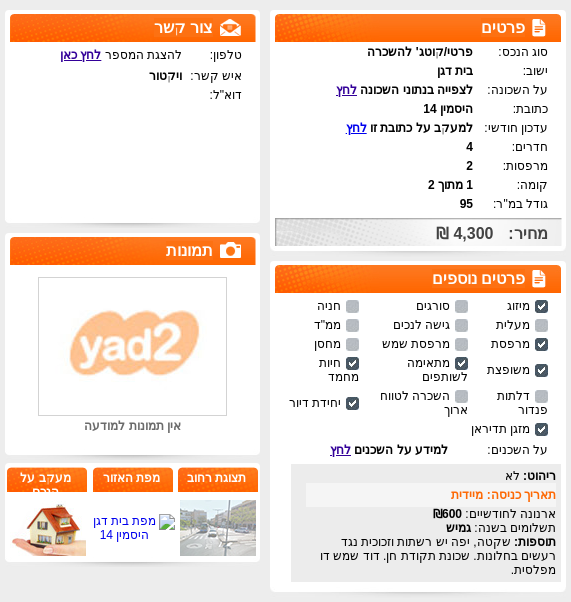 פרטים
סוג הנכס: פרטי/קוטג' להשכרה
ישוב: בית דגן
על השכונה: לצפייה בנתוני השכונה לחץ
כתובת: היסמין 14
עדכון חודשי: למעקב על כתובת זו לחץ
חדרים: 4
מרפסות: 2
קומה: 1 מתוך 2
גודל במ"ר: 95
מחיר: 4,300 ₪
פרטים נוספים
מיזוג סורגים חניה
מעלית גישה לנכים ממ"ד
מרפסת מרפסת שמש מחסן
משופצת מתאימה לשותפים חיות מחמד
דלתות פנדור השכרה לטווח ארוך יחידת דיור
מזגן תדיראן
על השכנים: למידע על השכנים לחץ
ריהוט: לא
תאריך כניסה: מיידית
ארנונה לחודשיים: 600₪
תשלומים בשנה: גמיש
תוספות: שקטה, יפה יש רשתות וזכוכית נגד
רעשים בחלונות. שכונת תקודת חן. דוד שמש דו
מפלסית.
צור קשר
טלפון: להצגת המספר לחץ כאן
איש קשר: ויקטור
דוא"ל:
תמונות
yad2
אין תמונות למודעה
תצוגת רחוב
מפת האזור
מעקב על
הנכס
מפת בית דגן
היסמין 14